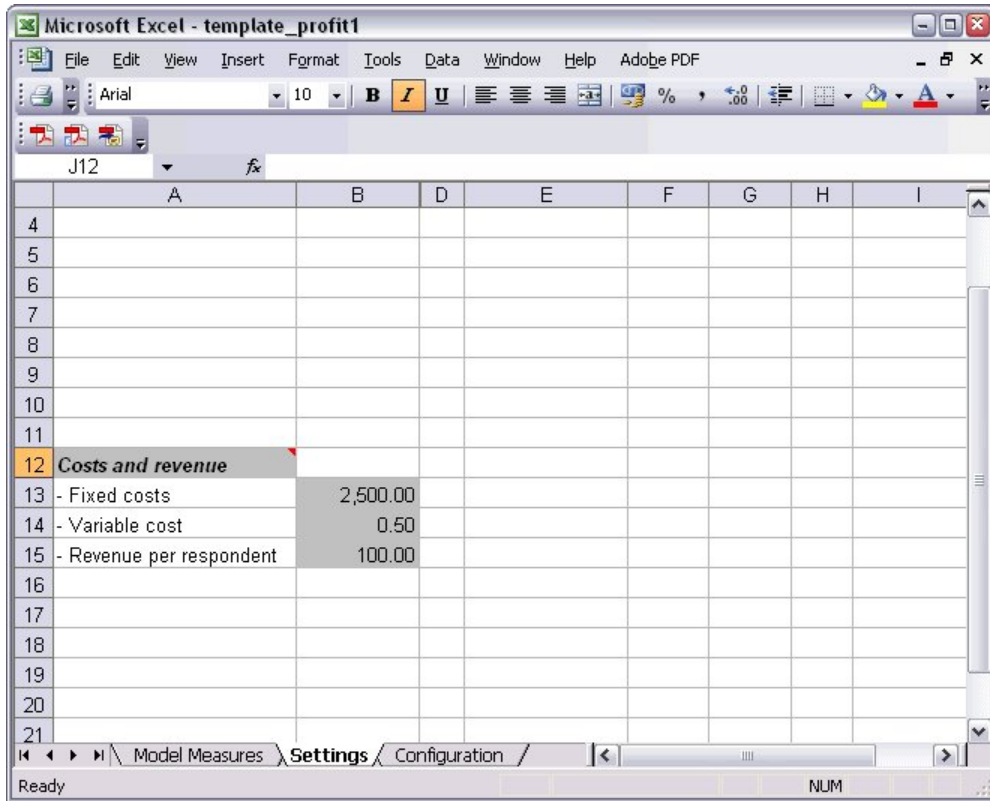 Microsoft Excel - template_profit1
File Edit View Insert Format Tools Data Window Help Adobe PDF
Arial 10 B I U % , .00 A
J12 fx
A B D E F G H I
4
5
6
7
8
9
10
11
12 Costs and revenue
13 - Fixed costs 2,500.00
14 - Variable cost 0.50
15 - Revenue per respondent 100.00
16
17
18
19
20
21
Model Measures Settings Configuration
Ready NUM